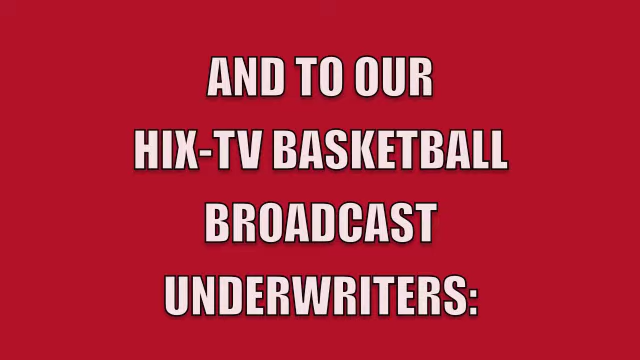 AND TO OUR
HIX-TV BASKETBALL
BROADCAST
UNDERWRITERS: